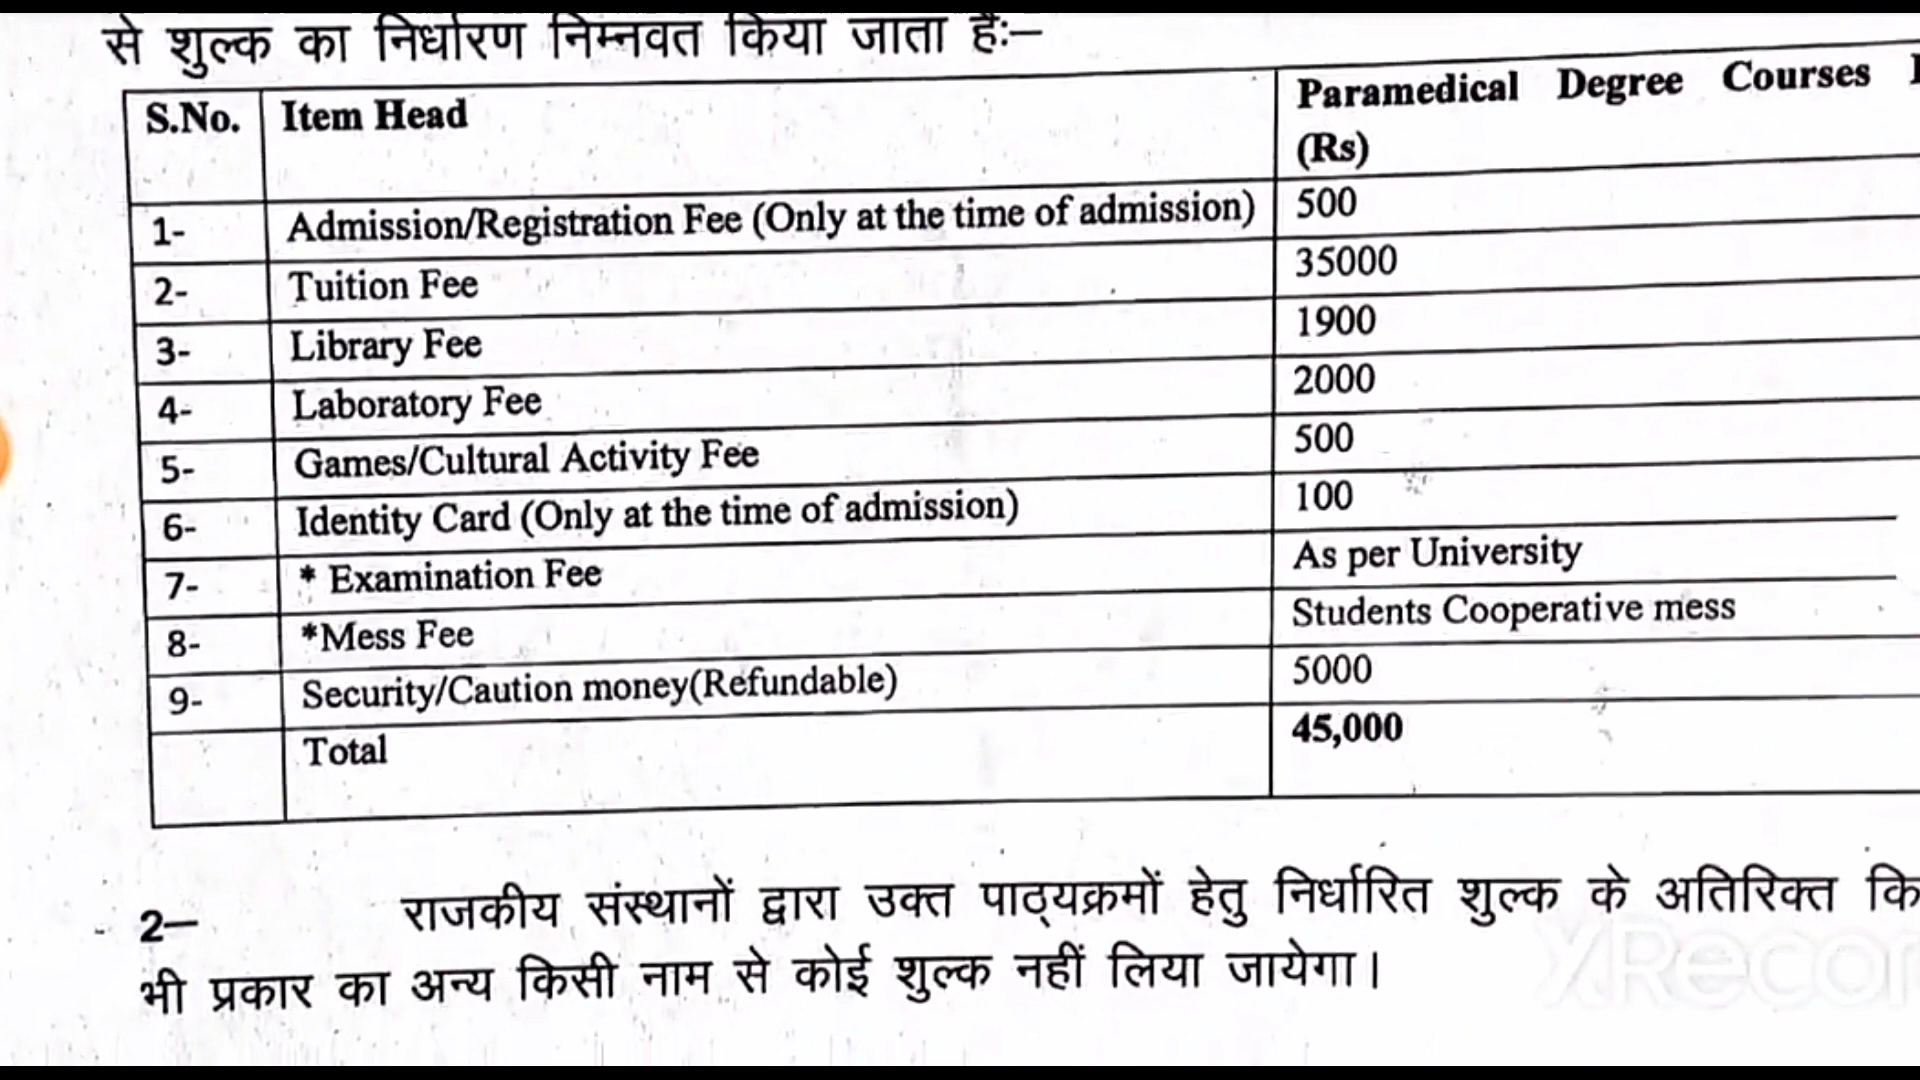 से शुल्क का निर्धारण निम्नवत किया जाता है:–
S.No. Item Head Paramedical Degree Courses
(Rs)
1- Admission/Registration Fee (Only at the time of admission) 500
2- Tuition Fee 35000
3- Library Fee 1900
4- Laboratory Fee 2000
5- Games/Cultural Activity Fee 500
6- Identity Card (Only at the time of admission) 100
7- * Examination Fee As per University
8- *Mess Fee Students Cooperative mess
9- Security/Caution money(Refundable) 5000
Total 45,000
2– राजकीय संस्थानों द्वारा उक्त पाठ्यक्रमों हेतु निर्धारित शुल्क के अतिरिक्त कि
भी प्रकार का अन्य किसी नाम से कोई शुल्क नहीं लिया जायेगा।
XRecor